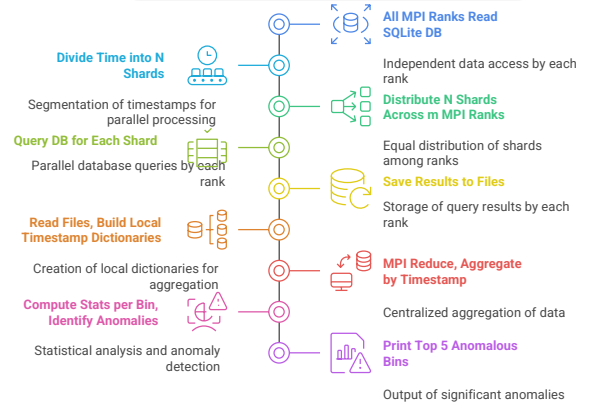 All MPI Ranks Read
SQLite DB
Independent data access by each
rank
Divide Time into N
Shards
Segmentation of timestamps for
parallel processing
Distribute N Shards
Across m MPI Ranks
Equal distribution of shards
among ranks
Query DB for Each Shard
Parallel database queries by each
rank
Save Results to Files
Storage of query results by each
rank
Read Files, Build Local
Timestamp Dictionaries
Creation of local dictionaries for
aggregation
MPI Reduce, Aggregate
by Timestamp
Centralized aggregation of data
Compute Stats per Bin,
Identify Anomalies
Statistical analysis and anomaly
detection
Print Top 5 Anomalous
Bins
Output of significant anomalies